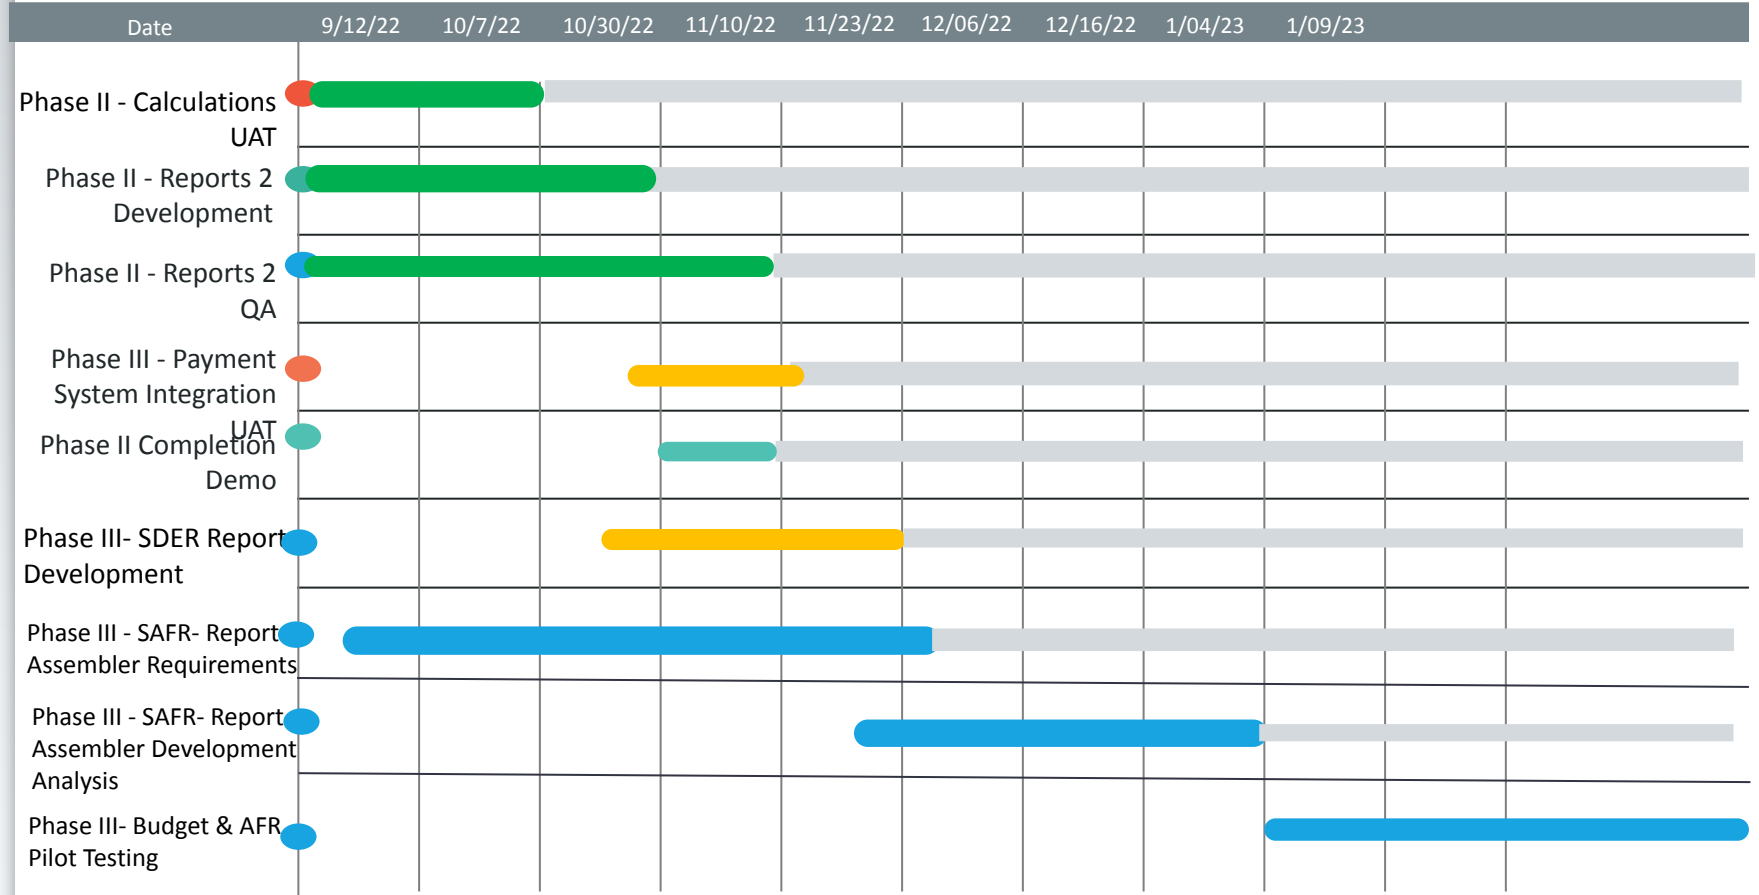 Date 9/12/22 10/7/22 10/30/22 11/10/22 11/23/22 12/06/22 12/16/22 1/04/23 1/09/23
Phase II - Calculations
UAT
Phase II - Reports 2
Development
Phase II - Reports 2
QA
Phase III - Payment
System Integration
UAT
Phase II Completion
Demo
Phase III- SDER Report
Development
Phase III - SAFR- Report
Assembler Requirements
Phase III - SAFR- Report
Assembler Development
Analysis
Phase III- Budget & AFR
Pilot Testing